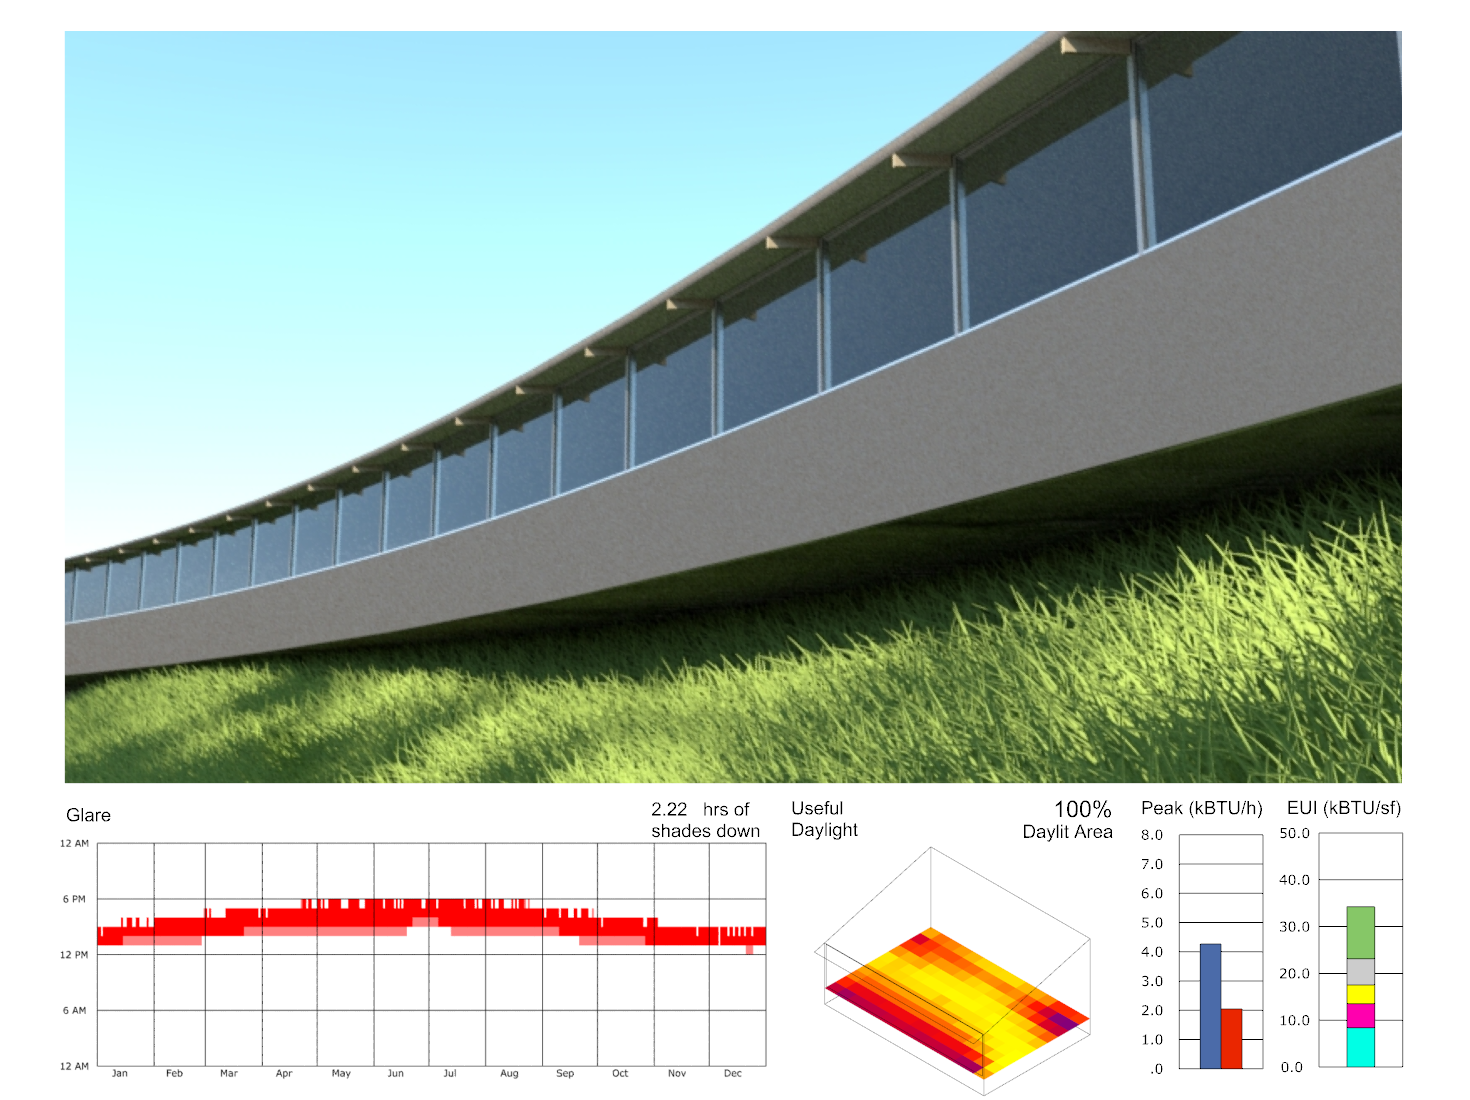 Glare
2.22 hrs of
shades down
12 AM
6 PM
12 PM
6 AM
12 AM
Jan Feb Mar Apr May Jun Jul Aug Sep Oct Nov Dec
Useful
Daylight
100%
Daylit Area
Peak (kBTU/h)
8.0
7.0
6.0
5.0
4.0
3.0
2.0
1.0
.0
EUI (kBTU/sf)
50.0
40.0
30.0
20.0
10.0
0.0